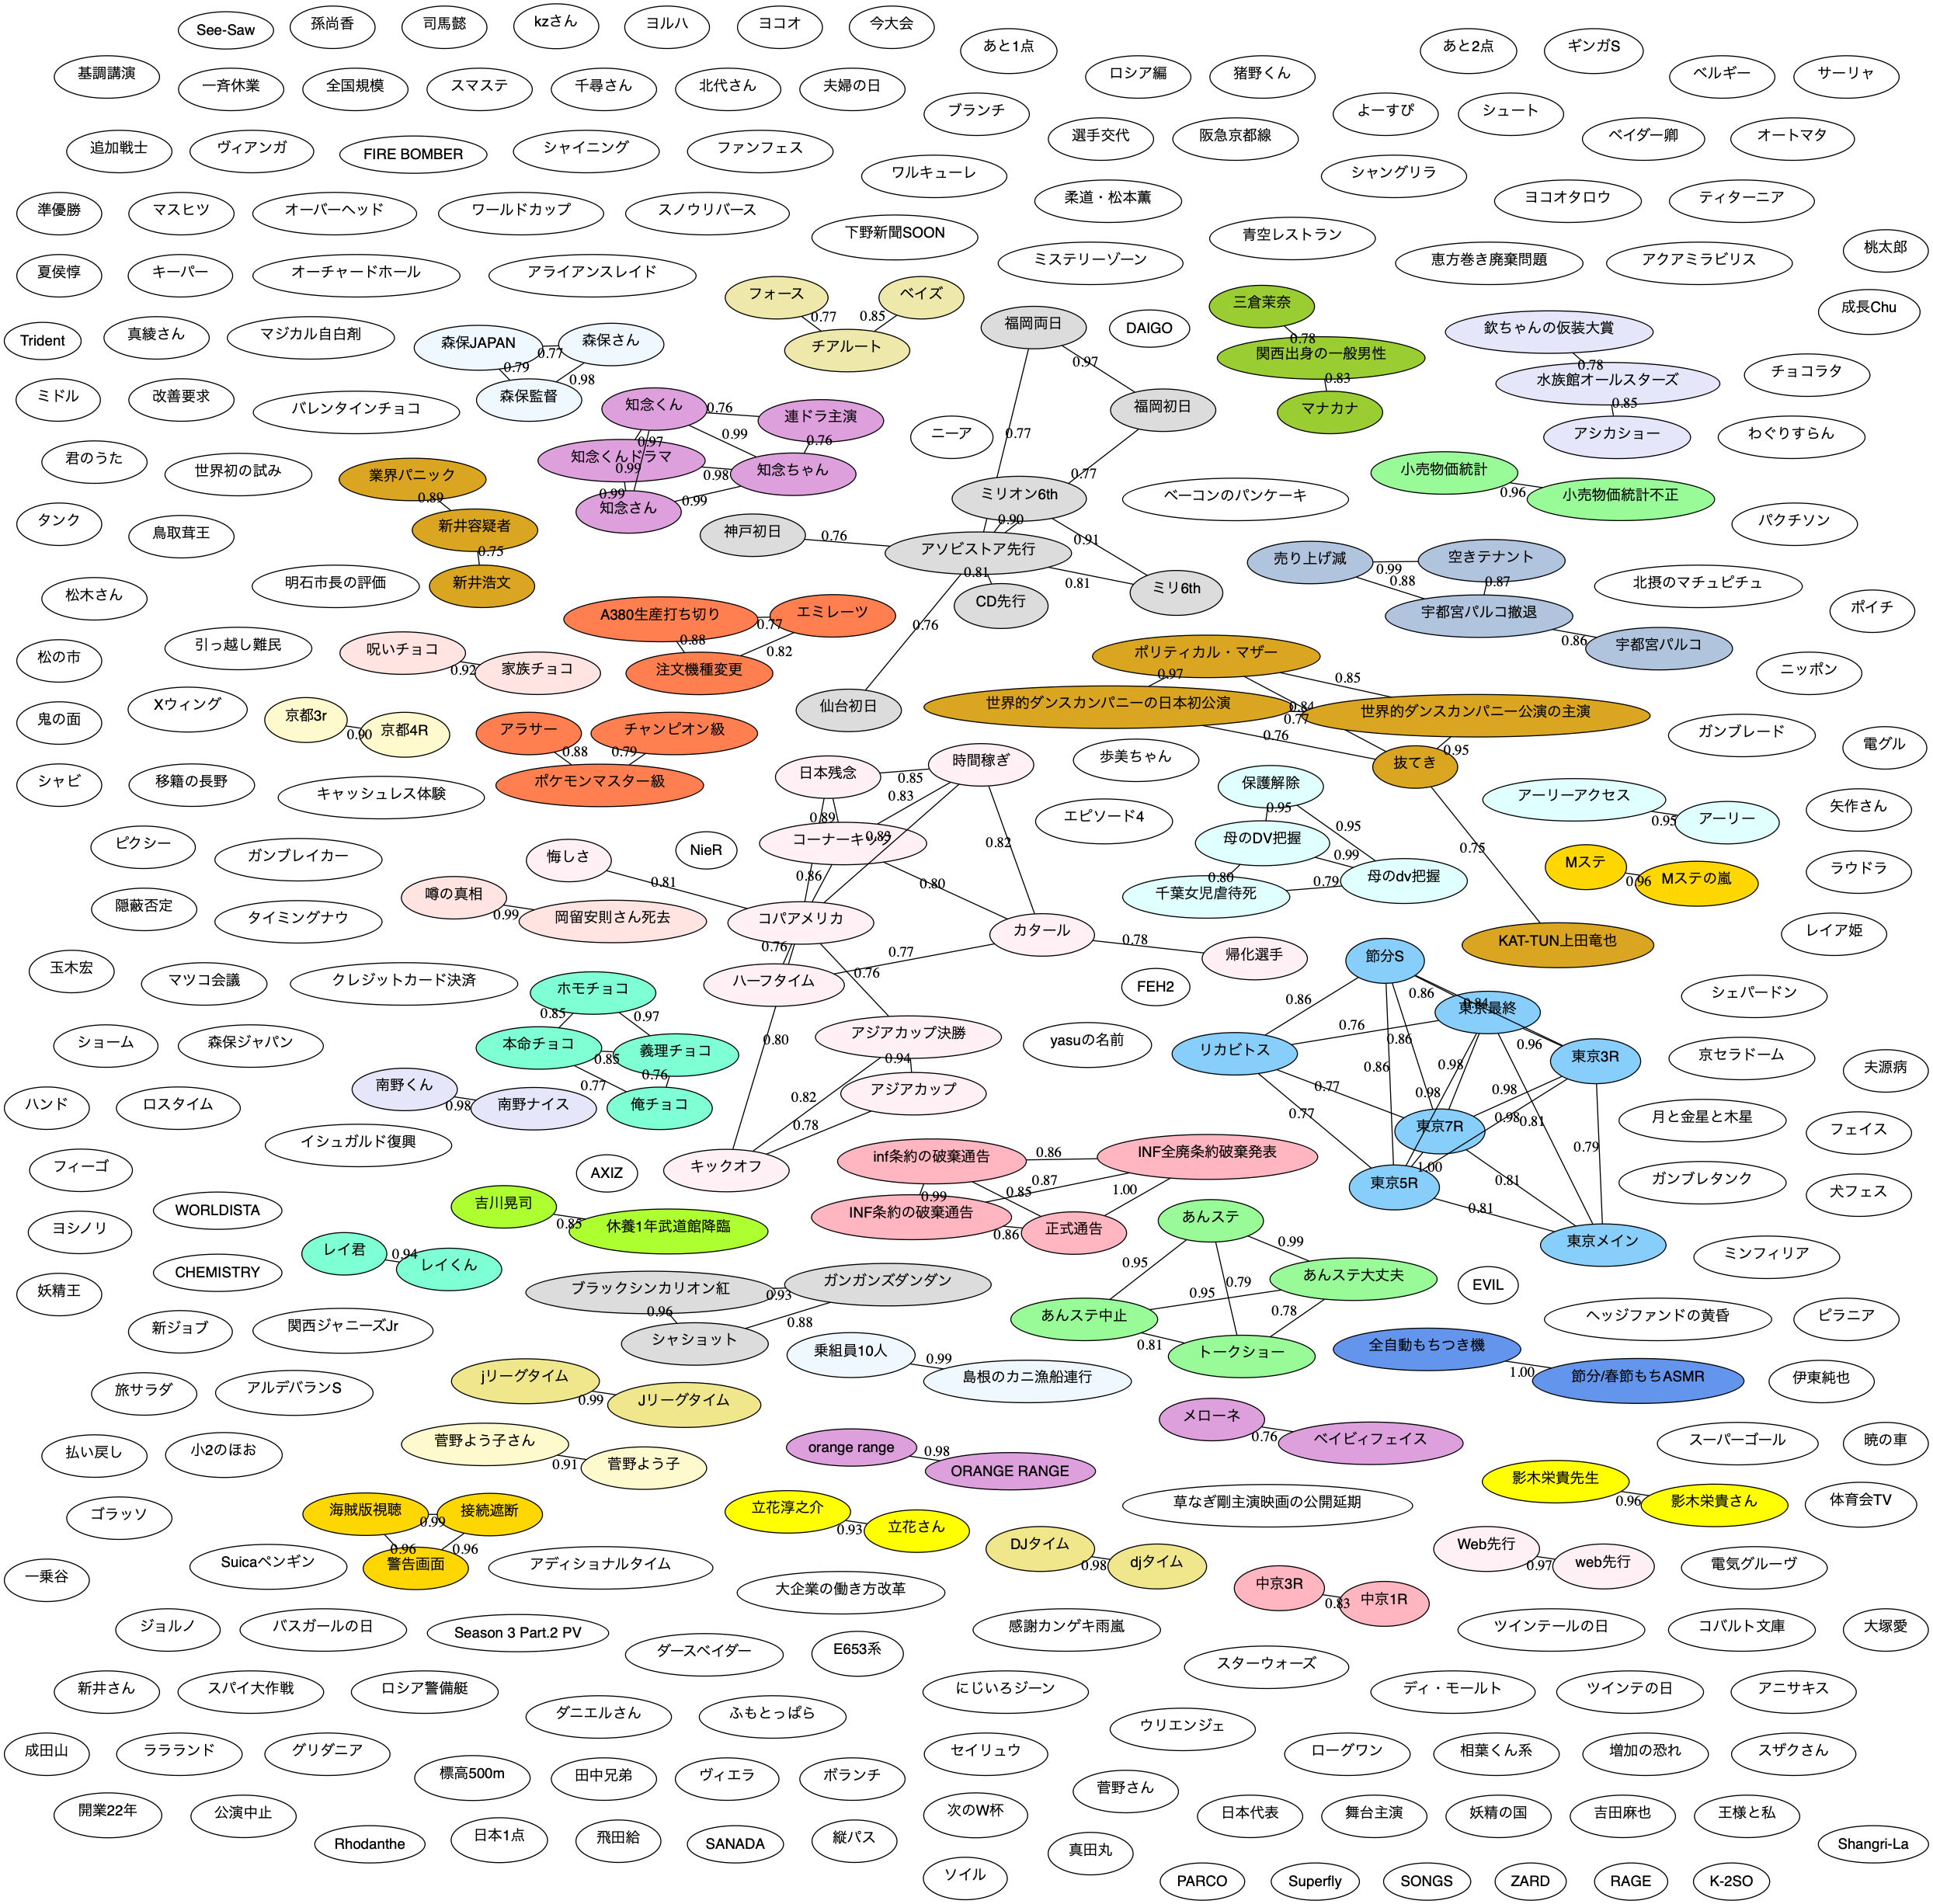 See-Saw
孫尚香
司馬懿
kzさん
ヨルハ
ヨコオ
今大会
あと1点
あと2点
ギンガS
基調講演
一斉休業
全国規模
スマステ
千尋さん
北代さん
夫婦の日
ロシア編
猪野くん
ベルギー
サーリャ
ブランチ
よーすぴ
シュート
追加戦士
ヴィアンガ
FIRE BOMBER
シャイニング
ファンフェス
選手交代
阪急京都線
ベイダー卿
オートマタ
ワルキューレ
シャングリラ
準優勝
マスヒツ
オーバーヘッド
ワールドカップ
スノウリバース
柔道・松本薫
ヨコオタロウ
ティターニア
下野新聞SOON
青空レストラン
桃太郎
夏侯惇
キーパー
オーチャードホール
アライアンスレイド
ミステリーゾーン
恵方巻き廃棄問題
アクアミラビリス
フォース
ベイズ
0.77
0.85
チアルート
三倉茉奈
0.78
関西出身の一般男性
0.83
マナカナ
成長Chu
福岡両日
DAIGO
欽ちゃんの仮装大賞
0.78
水族館オールスターズ
0.85
アシカショー
Trident
真綾さん
マジカル自白剤
森保JAPAN
森保さん
0.77
0.79
0.98
森保監督
0.97
福岡初日
0.77
0.77
チョコラタ
ミドル
改善要求
バレンタインチョコ
知念くん
0.76
連ドラ主演
0.99
0.76
0.97
知念くんドラマ
0.99
0.98
知念ちゃん
0.99
0.99
知念さん
ニーア
わぐりすらん
君のうた
世界初の試み
業界パニック
0.89
新井容疑者
0.75
新井浩文
小売物価統計
0.96
小売物価統計不正
ミリオン6th
ベーコンのパンケーキ
タンク
鳥取茸王
神戸初日
0.76
0.90
アソビストア先行
0.91
0.81
0.81
CD先行
ミリ6th
0.76
パクチソン
売り上げ減
0.99
空きテナント
0.88
0.87
宇都宮パルコ撤退
0.86
宇都宮パルコ
北摂のマチュピチュ
明石市長の評価
松木さん
A380生産打ち切り
エミレーツ
0.77
0.88
0.82
注文機種変更
ポイチ
松の市
引っ越し難民
呪いチョコ
0.92
家族チョコ
ポリティカル・マザー
0.97
0.85
世界的ダンスカンパニーの日本初公演
0.84
0.77
世界的ダンスカンパニー公演の主演
0.76
0.95
抜てき
0.75
KAT-TUN上田竜也
ニッポン
仙台初日
鬼の面
Xウィング
京都3r
0.90
京都4R
アラサー
チャンピオン級
0.88
0.79
ポケモンマスター級
ガンブレード
電グル
シャビ
移籍の長野
キャッシュレス体験
日本残念
0.85
時間稼ぎ
0.83
0.89
コーナーキック
0.83
0.82
歩美ちゃん
保護解除
0.95
0.95
母のDV把握
0.99
0.80
母のdv把握
千葉女児虐待死
0.79
アーリーアクセス
0.95
アーリー
矢作さん
エピソード4
ピクシー
ガンブレイカー
NieR
悔しさ
0.81
0.86
0.80
Mステ
0.96
Mステの嵐
ラウドラ
噂の真相
0.99
岡留安則さん死去
コパアメリカ
0.76
カタール
0.78
帰化選手
0.77
0.76
隠蔽否定
タイミングナウ
レイア姫
玉木宏
マツコ会議
クレジットカード決済
ハーフタイム
0.80
FEH2
節分S
0.86
0.86
0.84
東京最終
0.76
0.86
0.86
0.96
リカビトス
東京3R
0.98
0.77
0.98
0.98
0.77
0.98
0.81
東京7R
0.79
1.00
0.81
東京5R
0.81
東京メイン
シェパードン
ホモチョコ
0.85
0.97
本命チョコ
0.85
義理チョコ
0.77
0.76
俺チョコ
ショーム
森保ジャパン
アジアカップ決勝
0.94
アジアカップ
0.82
0.78
キックオフ
yasuの名前
京セラドーム
夫源病
南野くん
0.98
南野ナイス
ハンド
ロスタイム
イシュガルド復興
月と金星と木星
フェイス
フィーゴ
AXIZ
inf条約の破棄通告
0.86
INF全廃条約破棄発表
0.87
0.99
0.85
1.00
INF条約の破棄通告
0.86
正式通告
ガンブレタンク
犬フェス
WORLDISTA
吉川晃司
0.85
休養1年武道館降臨
あんステ
0.99
0.95
0.79
あんステ大丈夫
0.95
あんステ中止
0.78
0.81
トークショー
ヨシノリ
CHEMISTRY
レイ君
0.94
レイくん
ミンフィリア
妖精王
ブラックシンカリオン紅
0.93
ガンガンズダンダン
0.96
0.88
シャショット
EVIL
新ジョブ
関西ジャニーズJr
ヘッジファンドの黄昏
ピラニア
乗組員10人
0.99
島根のカニ漁船連行
全自動もちつき機
1.00
節分/春節もちASMR
旅サラダ
アルデバランS
jリーグタイム
0.99
Jリーグタイム
伊東純也
払い戻し
小2のほお
菅野よう子さん
0.91
菅野よう子
orange range
0.98
ORANGE RANGE
メローネ
0.76
ベイビィフェイス
スーパーゴール
暁の車
ゴラッソ
海賊版視聴
0.99
接続遮断
0.96
0.96
警告画面
立花淳之介
0.93
立花さん
草なぎ剛主演映画の公開延期
影木栄貴先生
0.96
影木栄貴さん
体育会TV
一乗谷
Suicaペンギン
アディショナルタイム
大企業の働き方改革
DJタイム
0.98
djタイム
中京3R
0.83
中京1R
Web先行
0.97
web先行
電気グルーヴ
ジョルノ
バスガールの日
Season 3 Part.2 PV
ダースベイダー
E653系
感謝カンゲキ雨嵐
ツインテールの日
コバルト文庫
大塚愛
スターウォーズ
新井さん
スパイ大作戦
ロシア警備艇
ダニエルさん
ふもとっぱら
にじいろジーン
ディ・モールト
ツインテの日
アニサキス
ウリエンジェ
成田山
ララランド
グリダニア
標高500m
田中兄弟
ヴィエラ
ボランチ
セイリュウ
ローグワン
相葉くん系
増加の恐れ
スザクさん
菅野さん
開業22年
公演中止
Rhodanthe
日本1点
飛田給
SANADA
縦パス
次のW杯
真田丸
日本代表
舞台主演
妖精の国
吉田麻也
王様と私
Shangri-La
ソイル
PARCO
Superfly
SONGS
ZARD
RAGE
K-2SO